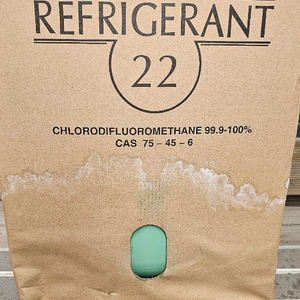 REFRIGERANT
22
CHLORODIFLUOROMETHANE 99.9-100%
CAS 75-45-6